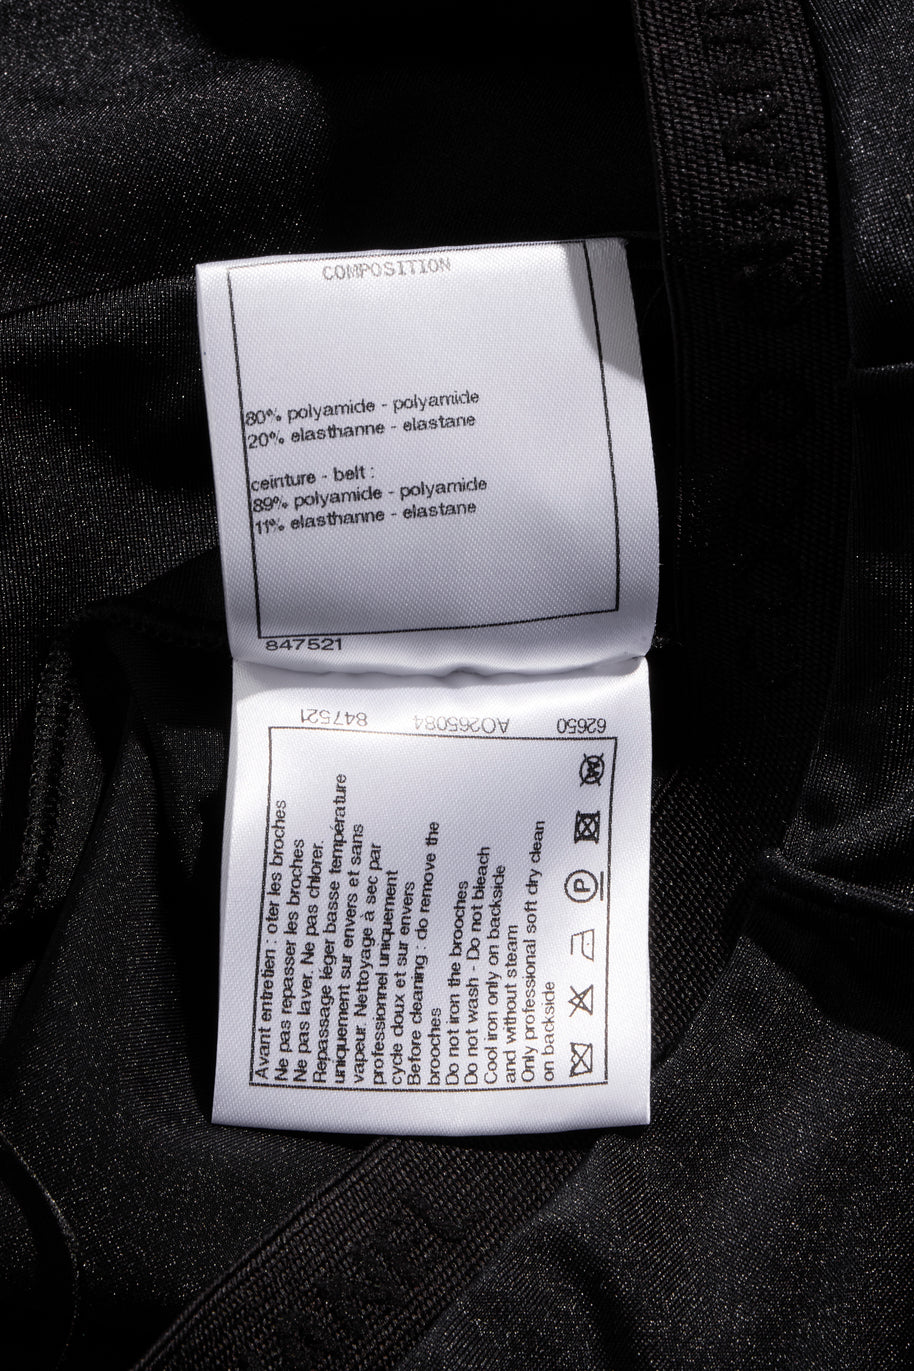 COMPOSITION
80% polyamide - polyamide
20% elasthanne - elastane
ceinture - belt :
89% polyamide - polyamide
11% elasthanne - elastane
847521
62650 AO265084 847521
Avant entretien : oter les broches
Ne pas repasser les broches
Ne pas laver. Ne pas chlorer.
Repassage léger basse température
uniquement sur envers et sans
vapeur. Nettoyage à sec par
professionnel uniquement
cycle doux et sur envers
Before cleaning : do remove the
brooches
Do not iron the brooches
Do not wash - Do not bleach
Cool iron only on backside
and without steam
Only professional soft dry clean
on backside
P
W